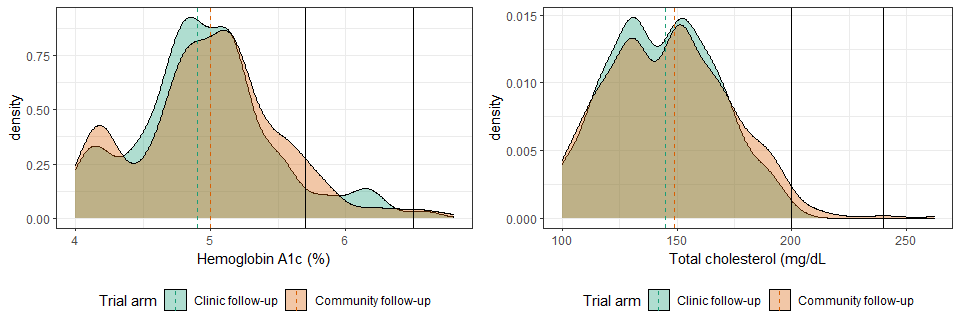 density
0.75
0.50
0.25
0.00
4 5 6
Hemoglobin A1c (%)
Trial arm Clinic follow-up Community follow-up
density
0.015
0.010
0.005
0.000
100 150 200 250
Total cholesterol (mg/dL
Trial arm Clinic follow-up Community follow-up